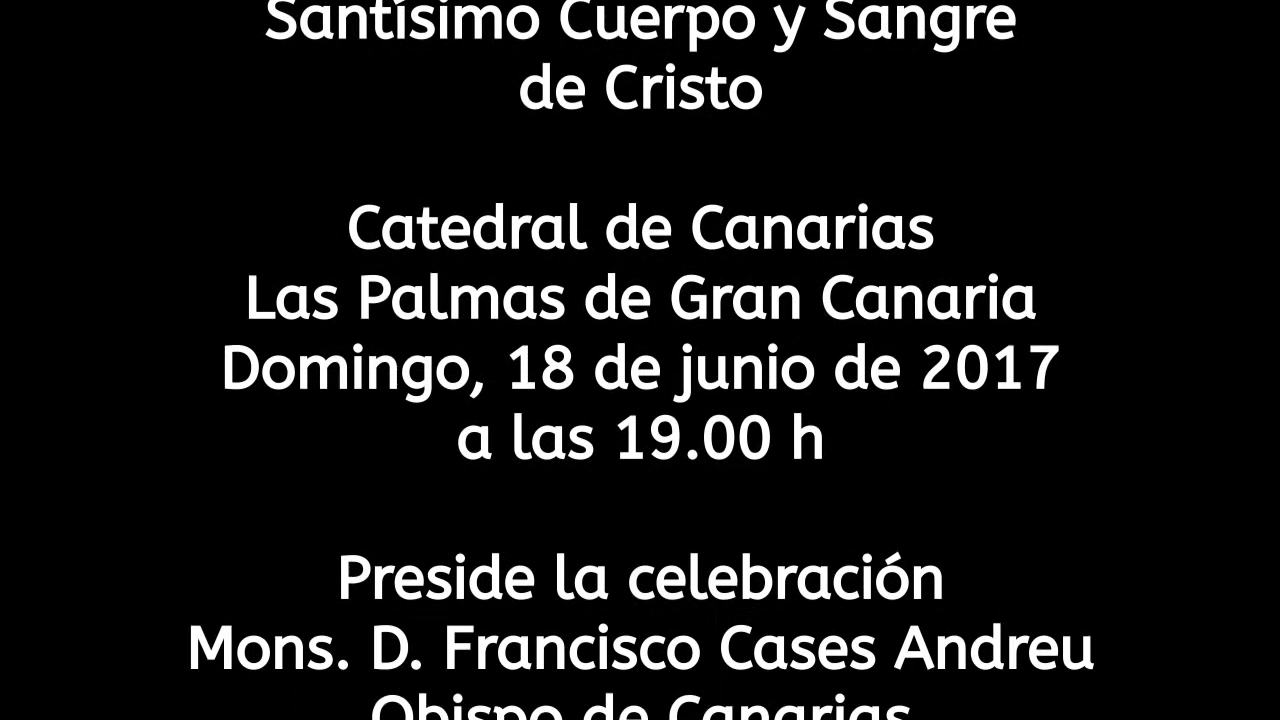 Santísimo Cuerpo y Sangre
de Cristo
Catedral de Canarias
Las Palmas de Gran Canaria
Domingo, 18 de junio de 2017
a las 19.00 h
Preside la celebración
Mons. D. Francisco Cases Andreu
Obispo de Canarias